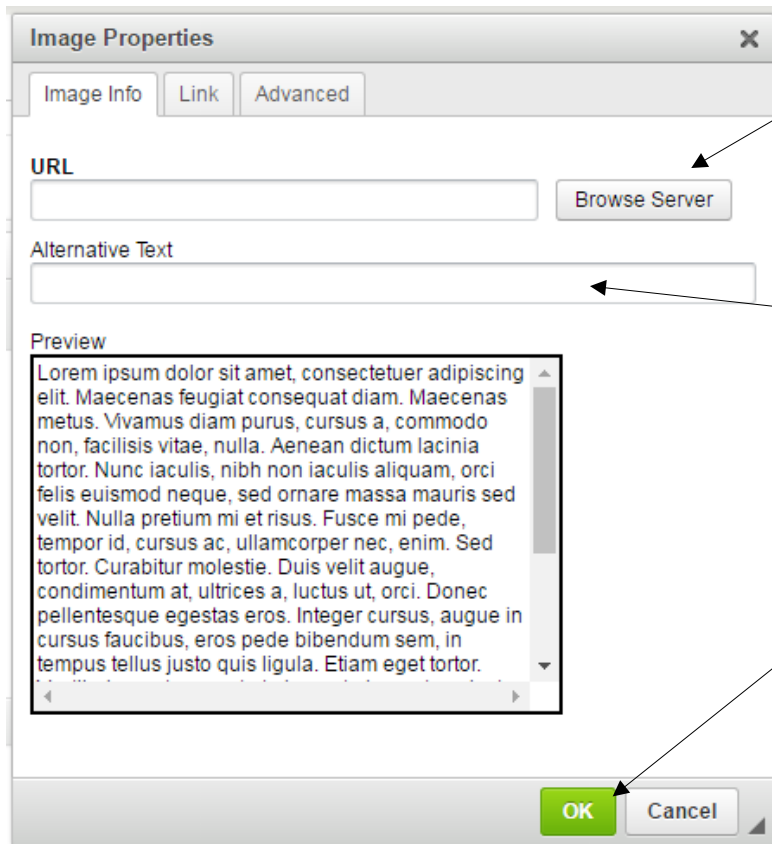 Image Properties
Image Info Link Advanced
URL
Browse Server
Alternative Text
Preview
Lorem ipsum dolor sit amet, consectetuer adipiscing
elit. Maecenas feugiat consequat diam. Maecenas
metus. Vivamus diam purus, cursus a, commodo
non, facilisis vitae, nulla. Aenean dictum lacinia
tortor. Nunc iaculis, nibh non iaculis aliquam, orci
felis euismod neque, sed ornare massa mauris sed
velit. Nulla pretium mi et risus. Fusce mi pede,
tempor id, cursus ac, ullamcorper nec, enim. Sed
tortor. Curabitur molestie. Duis velit augue,
condimentum at, ultrices a, luctus ut, orci. Donec
pellentesque egestas eros. Integer cursus, augue in
cursus faucibus, eros pede bibendum sem, in
tempus tellus justo quis ligula. Etiam eget tortor.
OK Cancel